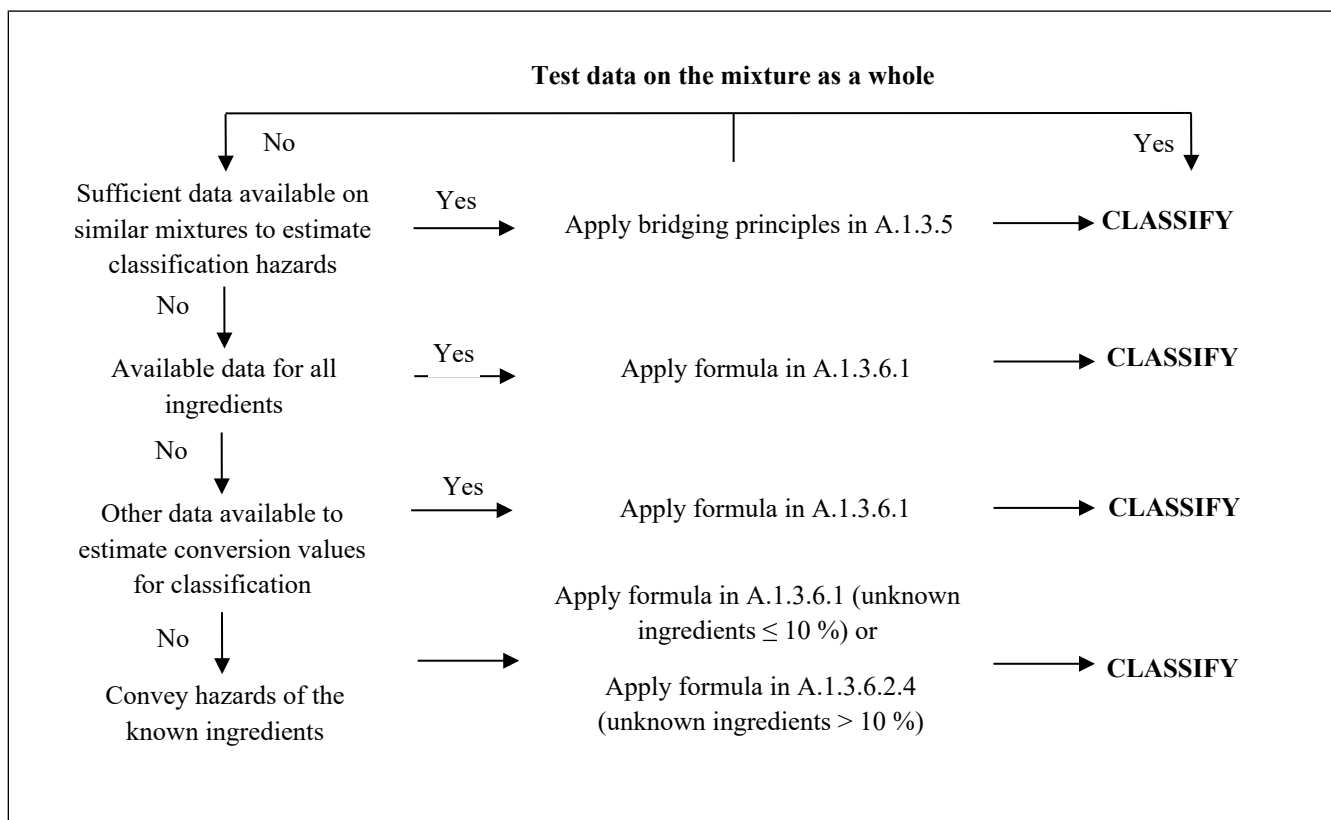 Test data on the mixture as a whole
No
Yes
Sufficient data available on
similar mixtures to estimate
classification hazards
Yes
Apply bridging principles in A.1.3.5
CLASSIFY
No
Available data for all
ingredients
Yes
Apply formula in A.1.3.6.1
CLASSIFY
No
Other data available to
estimate conversion values
for classification
Yes
Apply formula in A.1.3.6.1
CLASSIFY
No
Convey hazards of the
known ingredients
Apply formula in A.1.3.6.1 (unknown
ingredients ≤ 10 %) or
Apply formula in A.1.3.6.2.4
(unknown ingredients > 10 %)
CLASSIFY